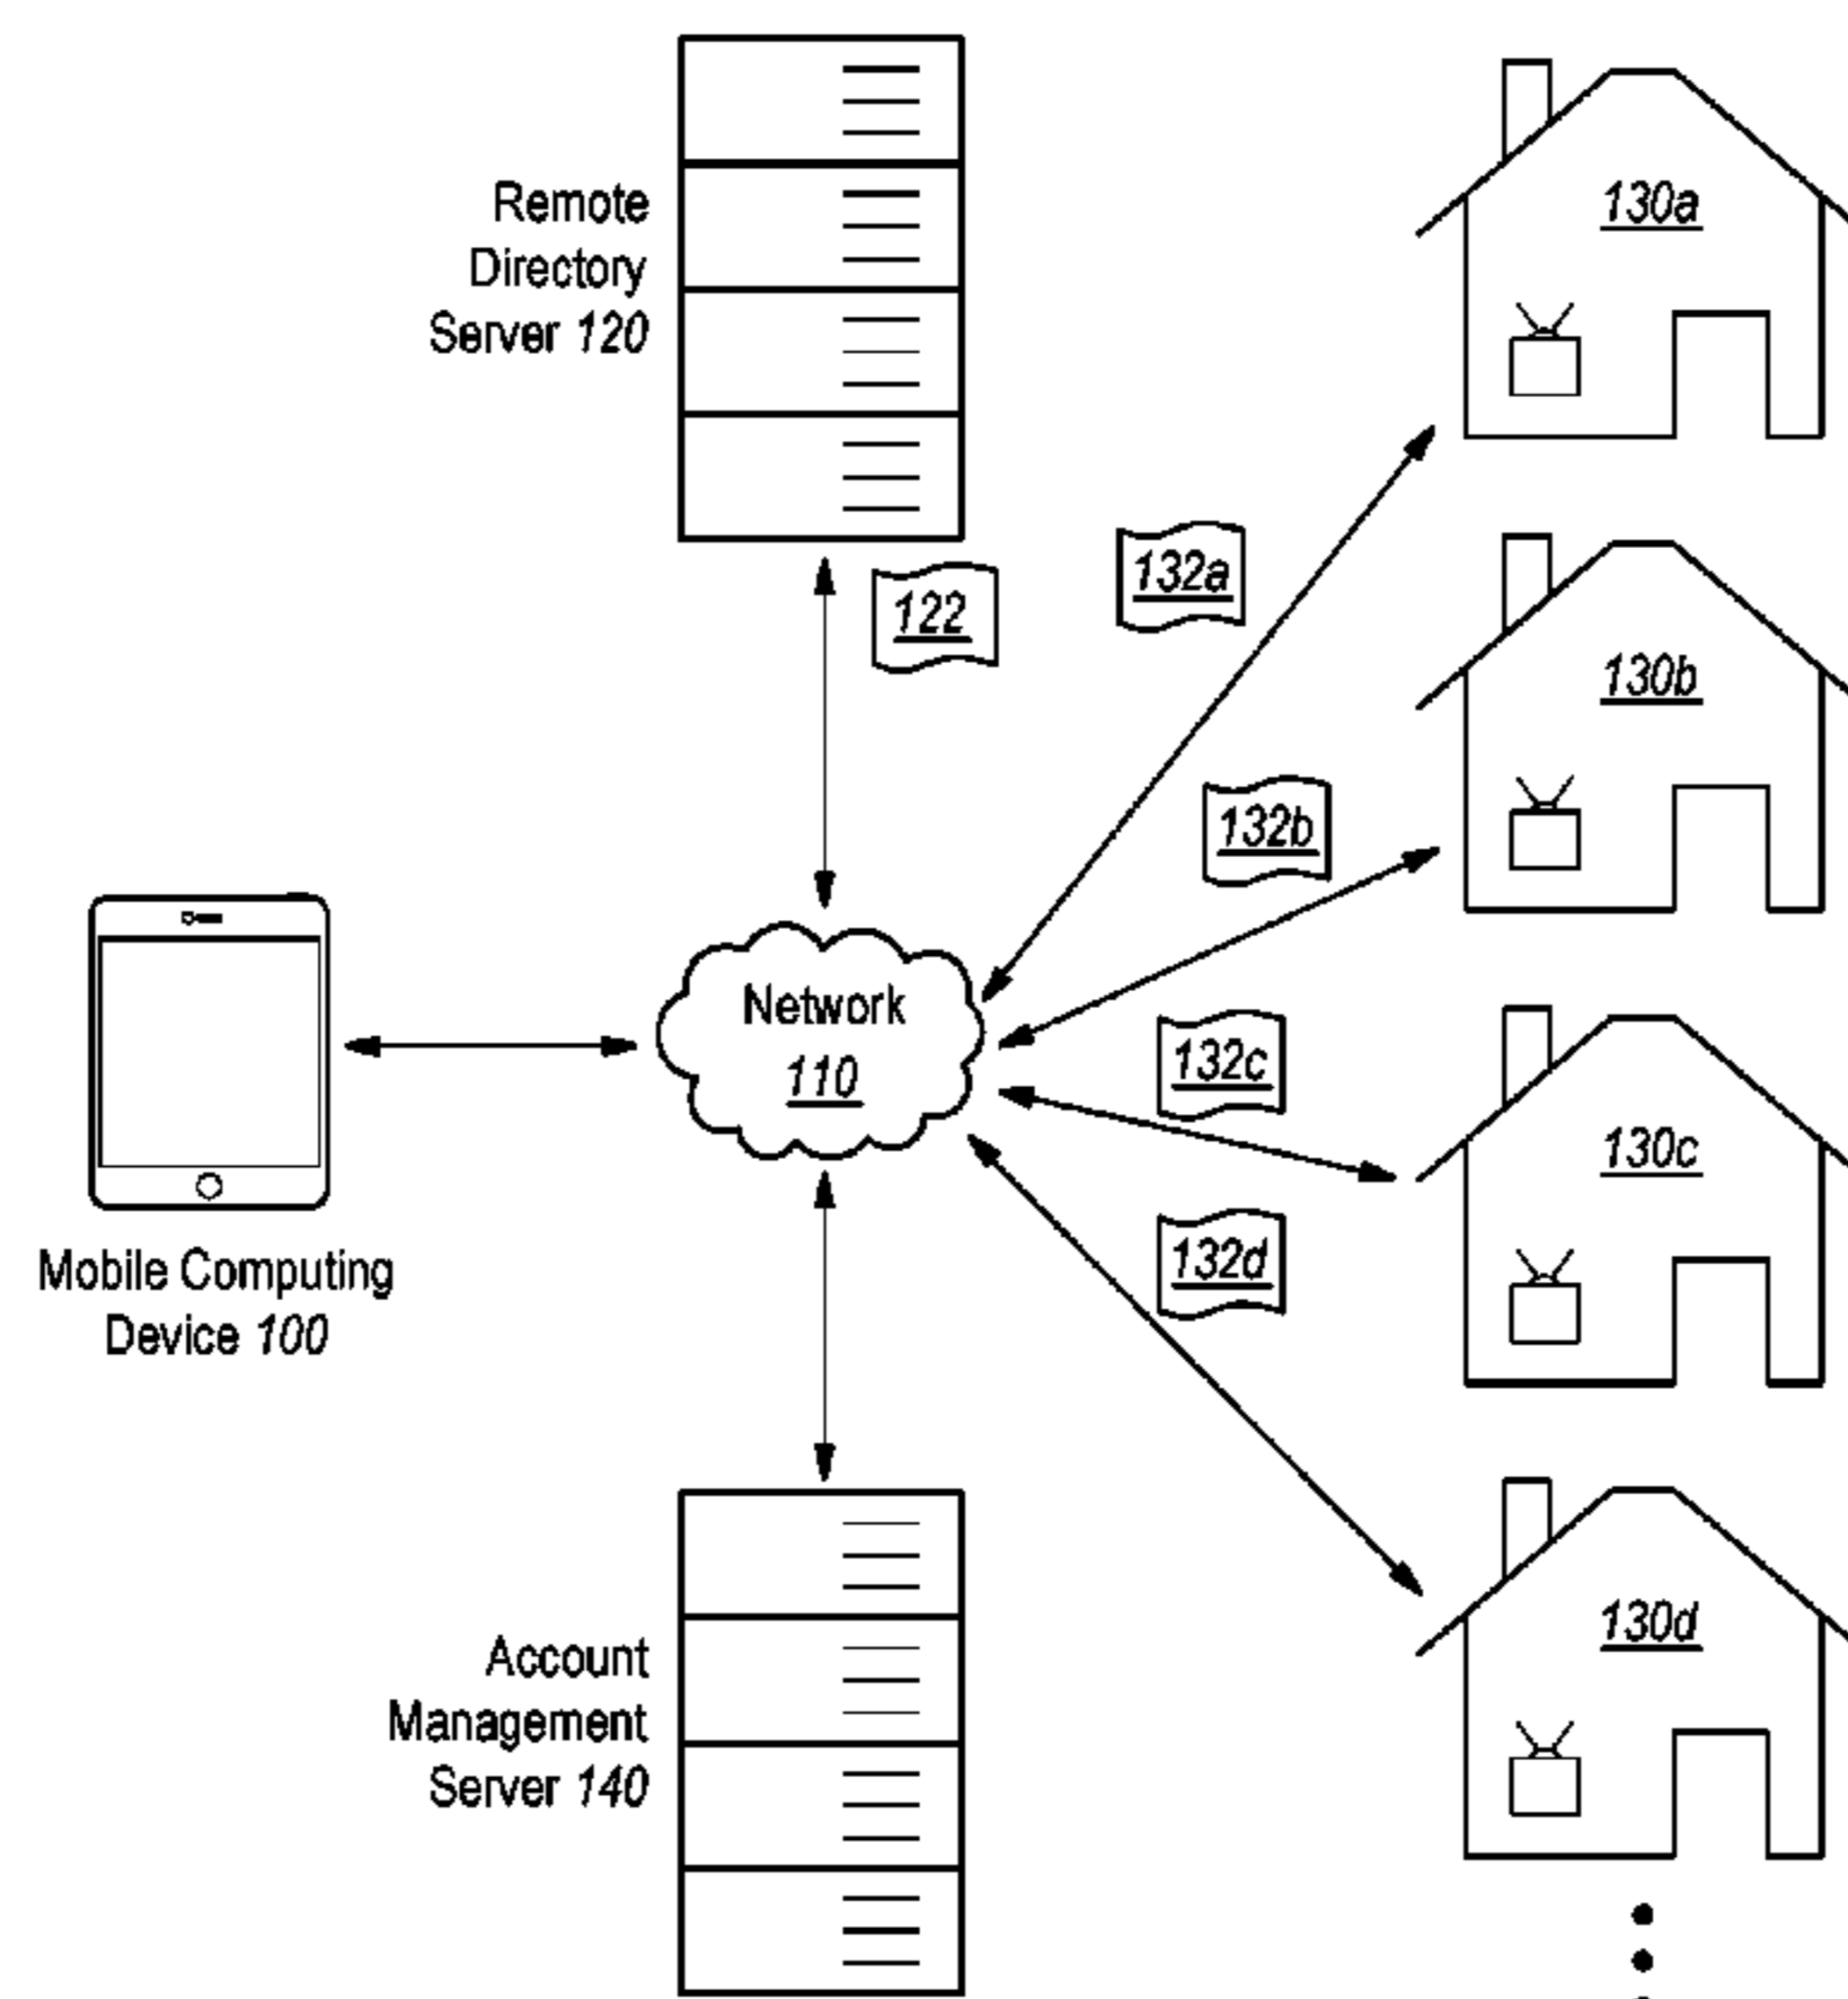 Remote
Directory
Server 120
130a
122
132a
130b
132b
Network
110
132c
130c
Mobile Computing
Device 100
132d
130d
Account
Management
Server 140